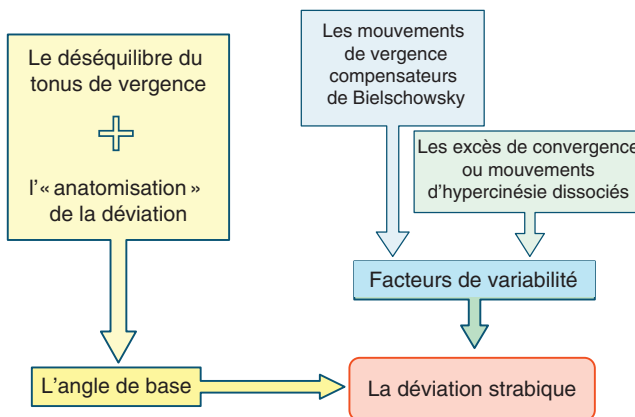 Le déséquilibre du
tonus de vergence
+
l'« anatomisation »
de la déviation
Les mouvements
de vergence
compensateurs
de Bielschowsky
Les excès de convergence
ou mouvements
d'hypercinésie dissociés
Facteurs de variabilité
L'angle de base
La déviation strabique